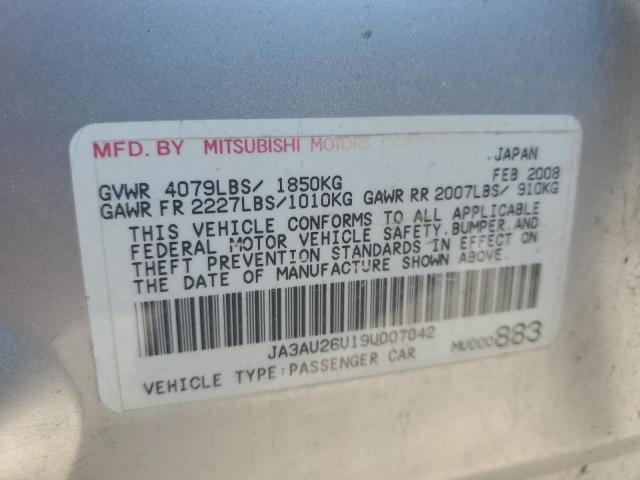 MFD. BY MITSUBISHI MOTORS
JAPAN
GVWR 4079LBS/ 1850KG FEB 2008
GAWR FR 2227LBS/1010KG GAWR RR 2007LBS/ 910KG
THIS VEHICLE CONFORMS TO ALL APPLICABLE
FEDERAL MOTOR VEHICLE SAFETY,BUMPER,AND
THEFT PREVENTION STANDARDS IN EFFECT ON
THE DATE OF MANUFACTURE SHOWN ABOVE.
JA3AU26U19U007042 MU000883
VEHICLE TYPE:PASSENGER CAR